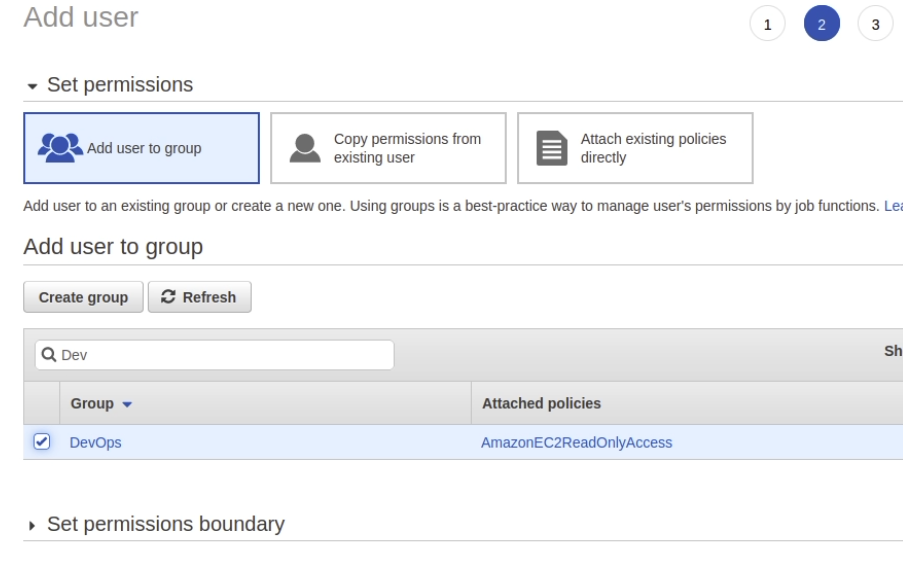 Add user
1 2 3
Set permissions
Add user to group
Copy permissions from
existing user
Attach existing policies
directly
Add user to an existing group or create a new one. Using groups is a best-practice way to manage user's permissions by job functions.
Add user to group
Create group Refresh
Dev
Group Attached policies
DevOps AmazonEC2ReadOnlyAccess
Set permissions boundary